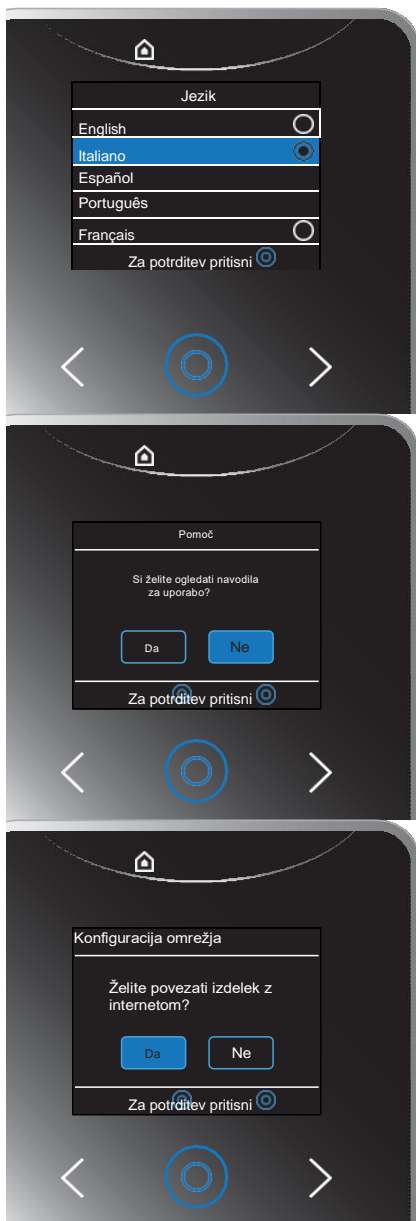 Jezik
English
Italiano
Español
Português
Français
Za potrditev pritisni
Pomoč
Si želite ogledati navodila
za uporabo?
Da Ne
Za potrditev pritisni
Konfiguracija omrežja
Želite povezati izdelek z
internetom?
Da Ne
Za potrditev pritisni